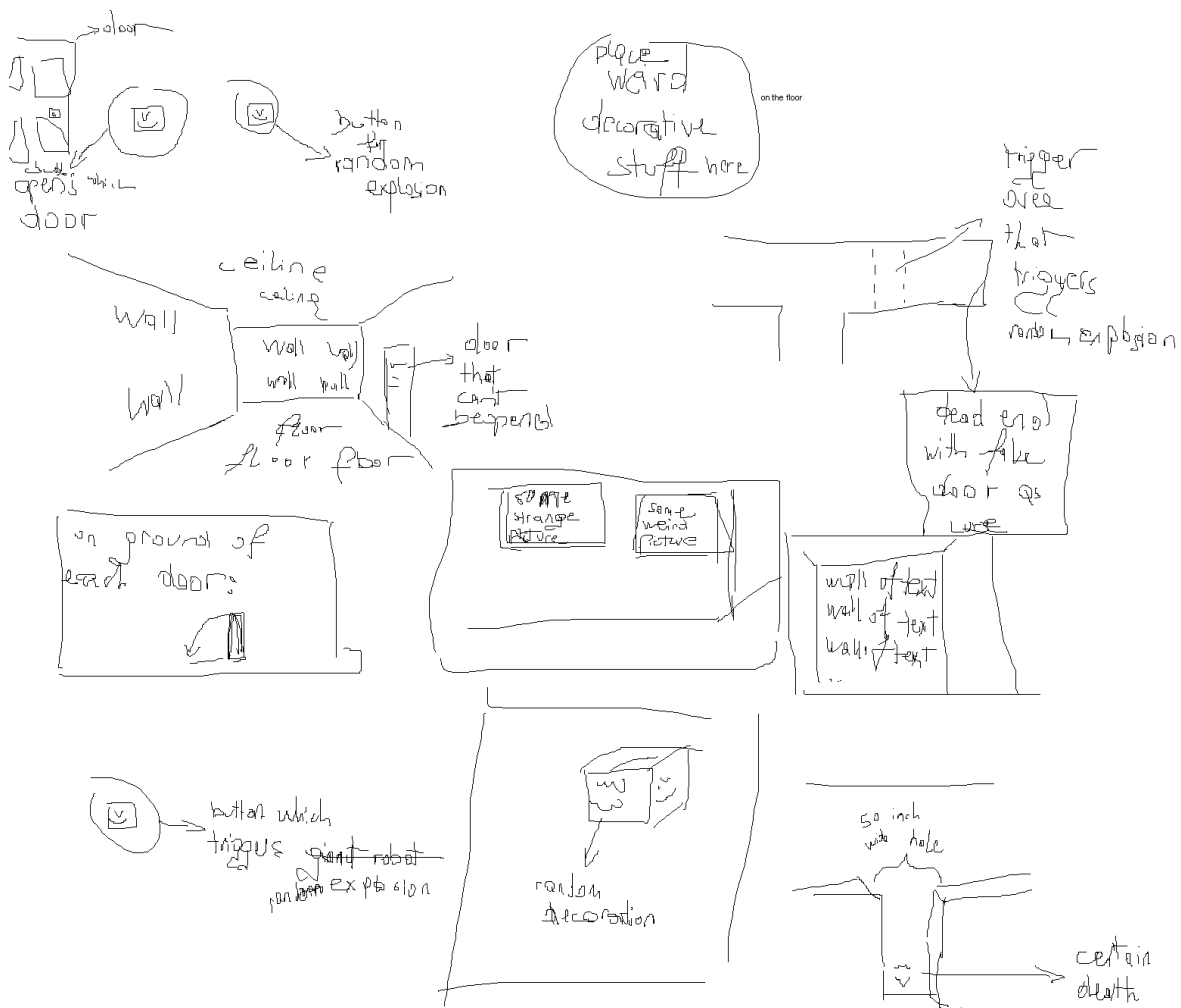 door
button
for
random
explosion
opens which
door
place
weird
decorative
stuff here
on the floor
trigger
area
that
triggers
random explosion
ceiline
ceiling
wall
wall
wall wall
wall wall
floor
floor floor
door
that
cant
be opend
dead end
with fake
door as
lure
on ground of
each door:
some
strange
picture
some
weird
picture
wall of text
wall of text
wall of text
..
button which
triggers giant robot
random explosion
random
decoration
50 inch
wide hole
certain
death